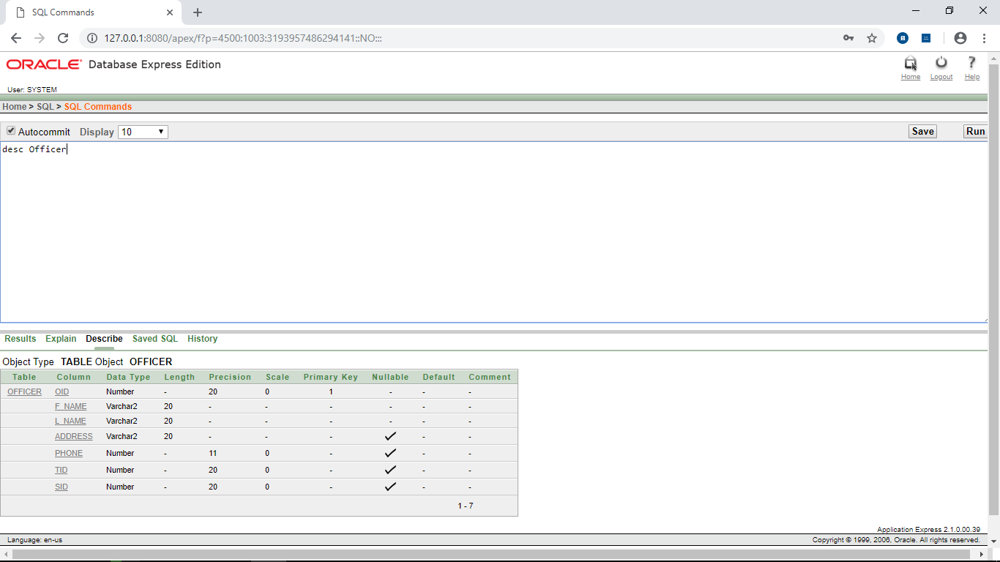 SQL Commands
127.0.0.1:8080/apex/f?p=4500:1003:3193957486294141::NO:::
ORACLE Database Express Edition
Home Logout Help
User: SYSTEM
Home > SQL > SQL Commands
Autocommit Display 10 Save Run
desc Officer
Results Explain Describe Saved SQL History
Object Type TABLE Object OFFICER
Table Column Data Type Length Precision Scale Primary Key Nullable Default Comment
OFFICER OID Number - 20 0 1 - - -
F_NAME Varchar2 20 - - - - - -
L_NAME Varchar2 20 - - - - - -
ADDRESS Varchar2 20 - - - ✓ - -
PHONE Number - 11 0 - ✓ - -
TID Number - 20 0 - ✓ - -
SID Number - 20 0 - ✓ - -
1 - 7
Application Express 2.1.0.00.39
Language: en-us Copyright © 1999, 2006, Oracle. All rights reserved.